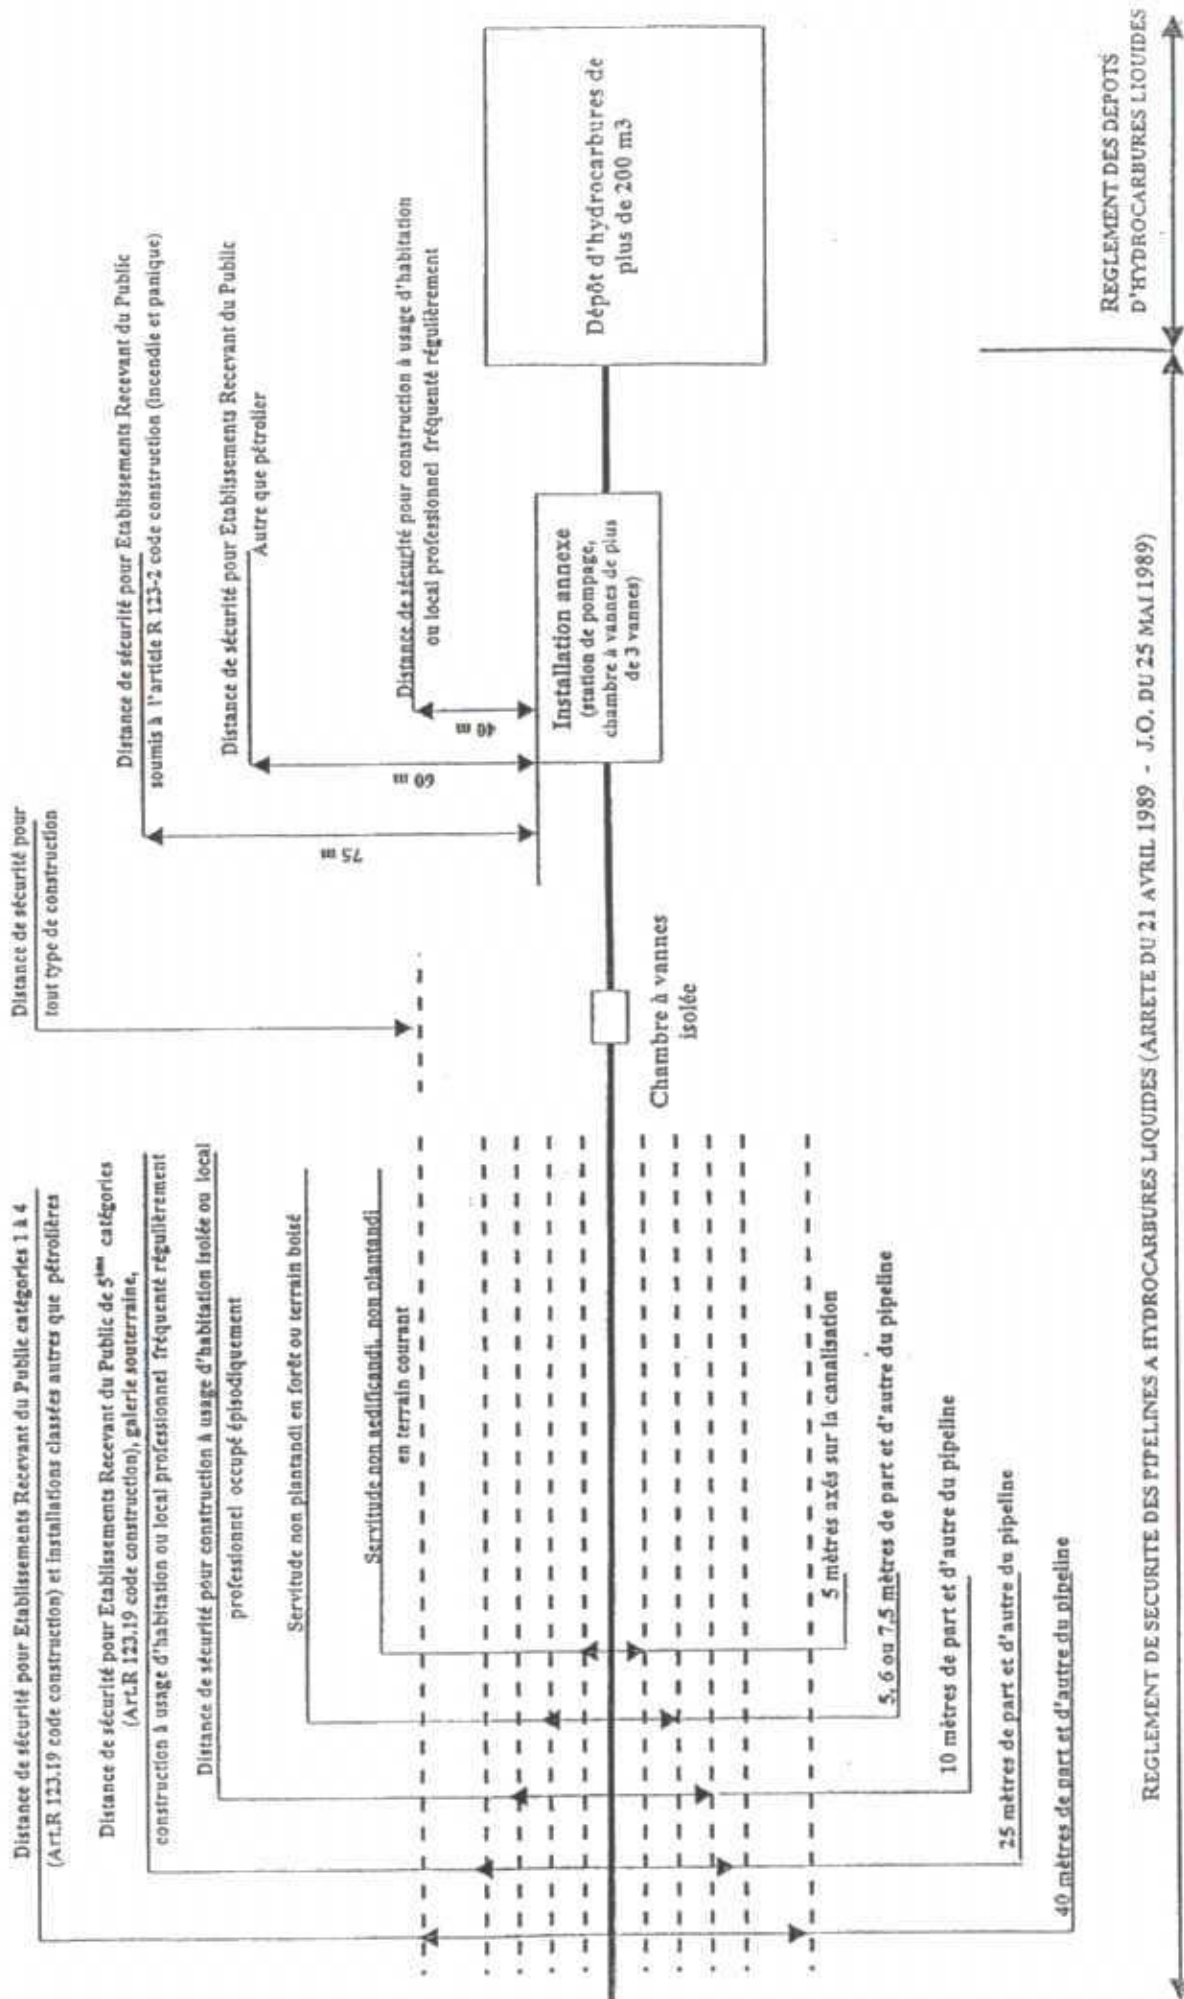 Distance de sécurité pour Etablissements Recevant du Public catégories 1 à 4
(Art.R 123.19 code construction) et installations classées autres que pétrolières
Distance de sécurité pour Etablissements Recevant du Public de 5ème catégories
(Art.R 123.19 code construction), galerie souterraine,
construction à usage d'habitation ou local professionnel fréquenté régulièrement
Distance de sécurité pour construction à usage d'habitation isolée ou local
professionnel occupé épisodiquement
Servitude non plantandi en forêt ou terrain boisé
Servitude non aedificandi, non plantandi
en terrain courant
Distance de sécurité pour
tout type de construction
Distance de sécurité pour Etablissements Recevant du Public
soumis à l'article R 123-2 code construction (incendie et panique)
Distance de sécurité pour Etablissements Recevant du Public
Autre que pétrolier
Distance de sécurité pour construction à usage d'habitation
ou local professionnel fréquenté régulièrement
75 m
60 m
40 m
Chambre à vannes
isolée
Installation annexe
(station de pompage,
chambre à vannes de plus
de 3 vannes)
Dépôt d'hydrocarbures de
plus de 200 m3
5 mètres axés sur la canalisation
5, 6 ou 7,5 mètres de part et d'autre du pipeline
10 mètres de part et d'autre du pipeline
25 mètres de part et d'autre du pipeline
40 mètres de part et d'autre du pipeline
REGLEMENT DE SECURITE DES PIPELINES A HYDROCARBURES LIQUIDES (ARRETE DU 21 AVRIL 1989 - J.O. DU 25 MAI 1989)
REGLEMENT DES DEPOTS
D'HYDROCARBURES LIQUIDES